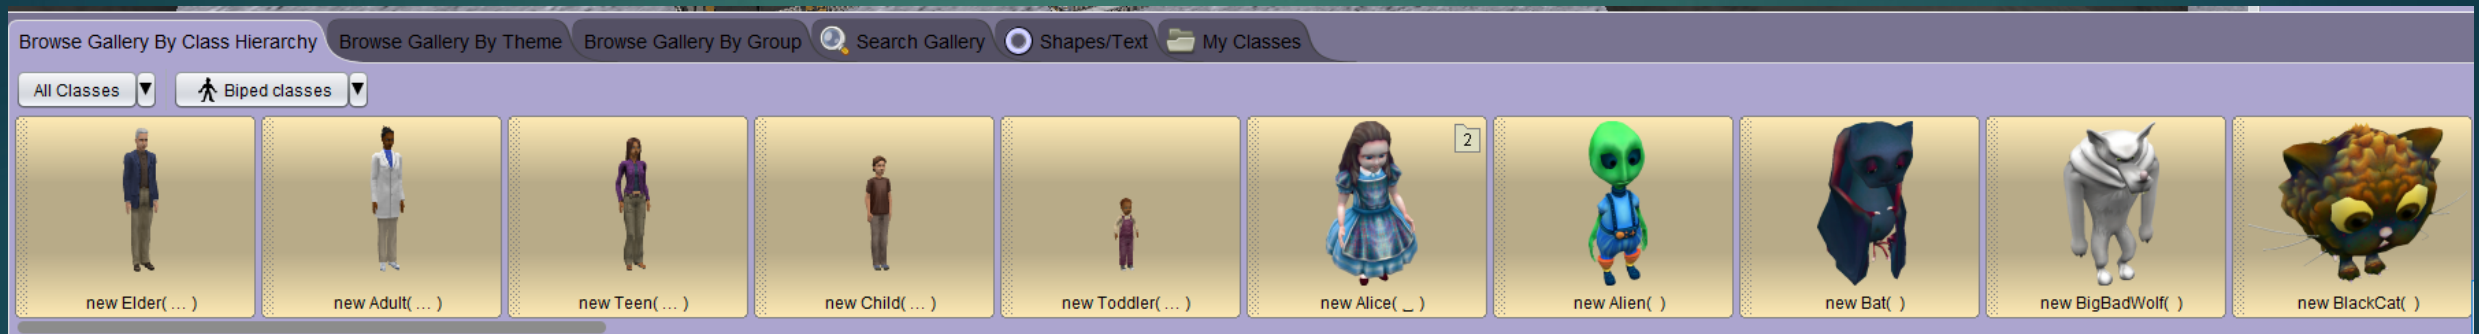 Browse Gallery By Class Hierarchy Browse Gallery By Theme Browse Gallery By Group Search Gallery Shapes/Text My Classes
All Classes Biped classes
2
new Elder( ... ) new Adult( ... ) new Teen( ... ) new Child( ... ) new Toddler( ... ) new Alice( _ ) new Alien( ) new Bat( ) new BigBadWolf( ) new BlackCat( )